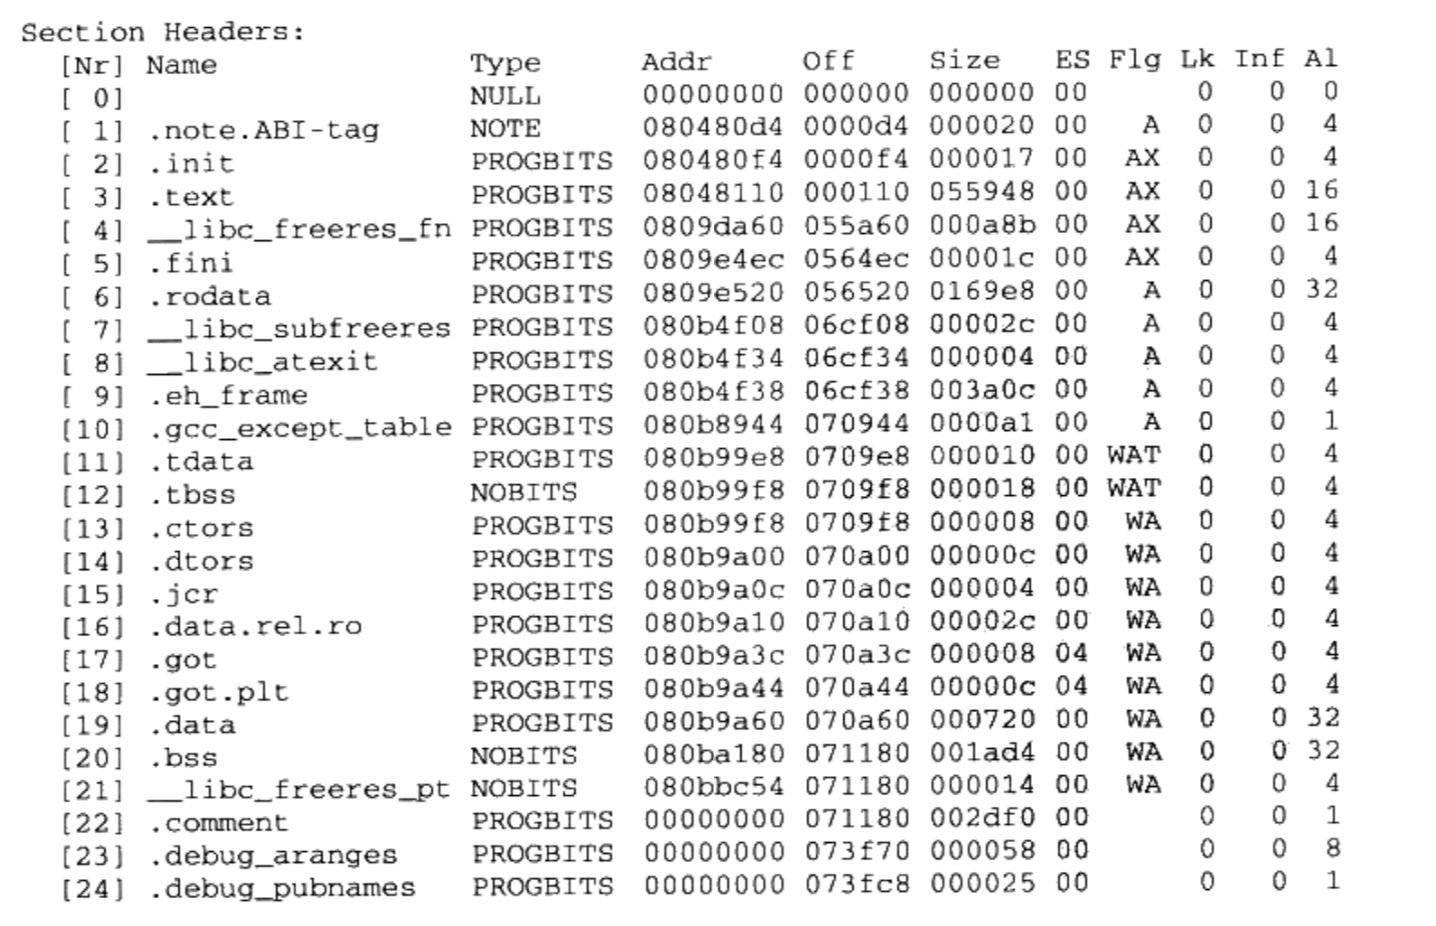 Section Headers:
[Nr] Name Type Addr Off Size ES Flg Lk Inf Al
[ 0] NULL 00000000 000000 000000 00 0 0 0
[ 1] .note.ABI-tag NOTE 080480d4 0000d4 000020 00 A 0 0 4
[ 2] .init PROGBITS 080480f4 0000f4 000017 00 AX 0 0 4
[ 3] .text PROGBITS 08048110 000110 055948 00 AX 0 0 16
[ 4] __libc_freeres_fn PROGBITS 0809da60 055a60 000a8b 00 AX 0 0 16
[ 5] .fini PROGBITS 0809e4ec 0564ec 00001c 00 AX 0 0 4
[ 6] .rodata PROGBITS 0809e520 056520 0169e8 00 A 0 0 32
[ 7] __libc_subfreeres PROGBITS 080b4f08 06cf08 00002c 00 A 0 0 4
[ 8] __libc_atexit PROGBITS 080b4f34 06cf34 000004 00 A 0 0 4
[ 9] .eh_frame PROGBITS 080b4f38 06cf38 003a0c 00 A 0 0 4
[10] .gcc_except_table PROGBITS 080b8944 070944 0000a1 00 A 0 0 1
[11] .tdata PROGBITS 080b99e8 0709e8 000010 00 WAT 0 0 4
[12] .tbss NOBITS 080b99f8 0709f8 000018 00 WAT 0 0 4
[13] .ctors PROGBITS 080b99f8 0709f8 000008 00 WA 0 0 4
[14] .dtors PROGBITS 080b9a00 070a00 00000c 00 WA 0 0 4
[15] .jcr PROGBITS 080b9a0c 070a0c 000004 00 WA 0 0 4
[16] .data.rel.ro PROGBITS 080b9a10 070a10 00002c 00 WA 0 0 4
[17] .got PROGBITS 080b9a3c 070a3c 000008 04 WA 0 0 4
[18] .got.plt PROGBITS 080b9a44 070a44 00000c 04 WA 0 0 4
[19] .data PROGBITS 080b9a60 070a60 000720 00 WA 0 0 32
[20] .bss NOBITS 080ba180 071180 001ad4 00 WA 0 0 32
[21] __libc_freeres_pt NOBITS 080bbc54 071180 000014 00 WA 0 0 4
[22] .comment PROGBITS 00000000 071180 002df0 00 0 0 1
[23] .debug_aranges PROGBITS 00000000 073f70 000058 00 0 0 8
[24] .debug_pubnames PROGBITS 00000000 073fc8 000025 00 0 0 1